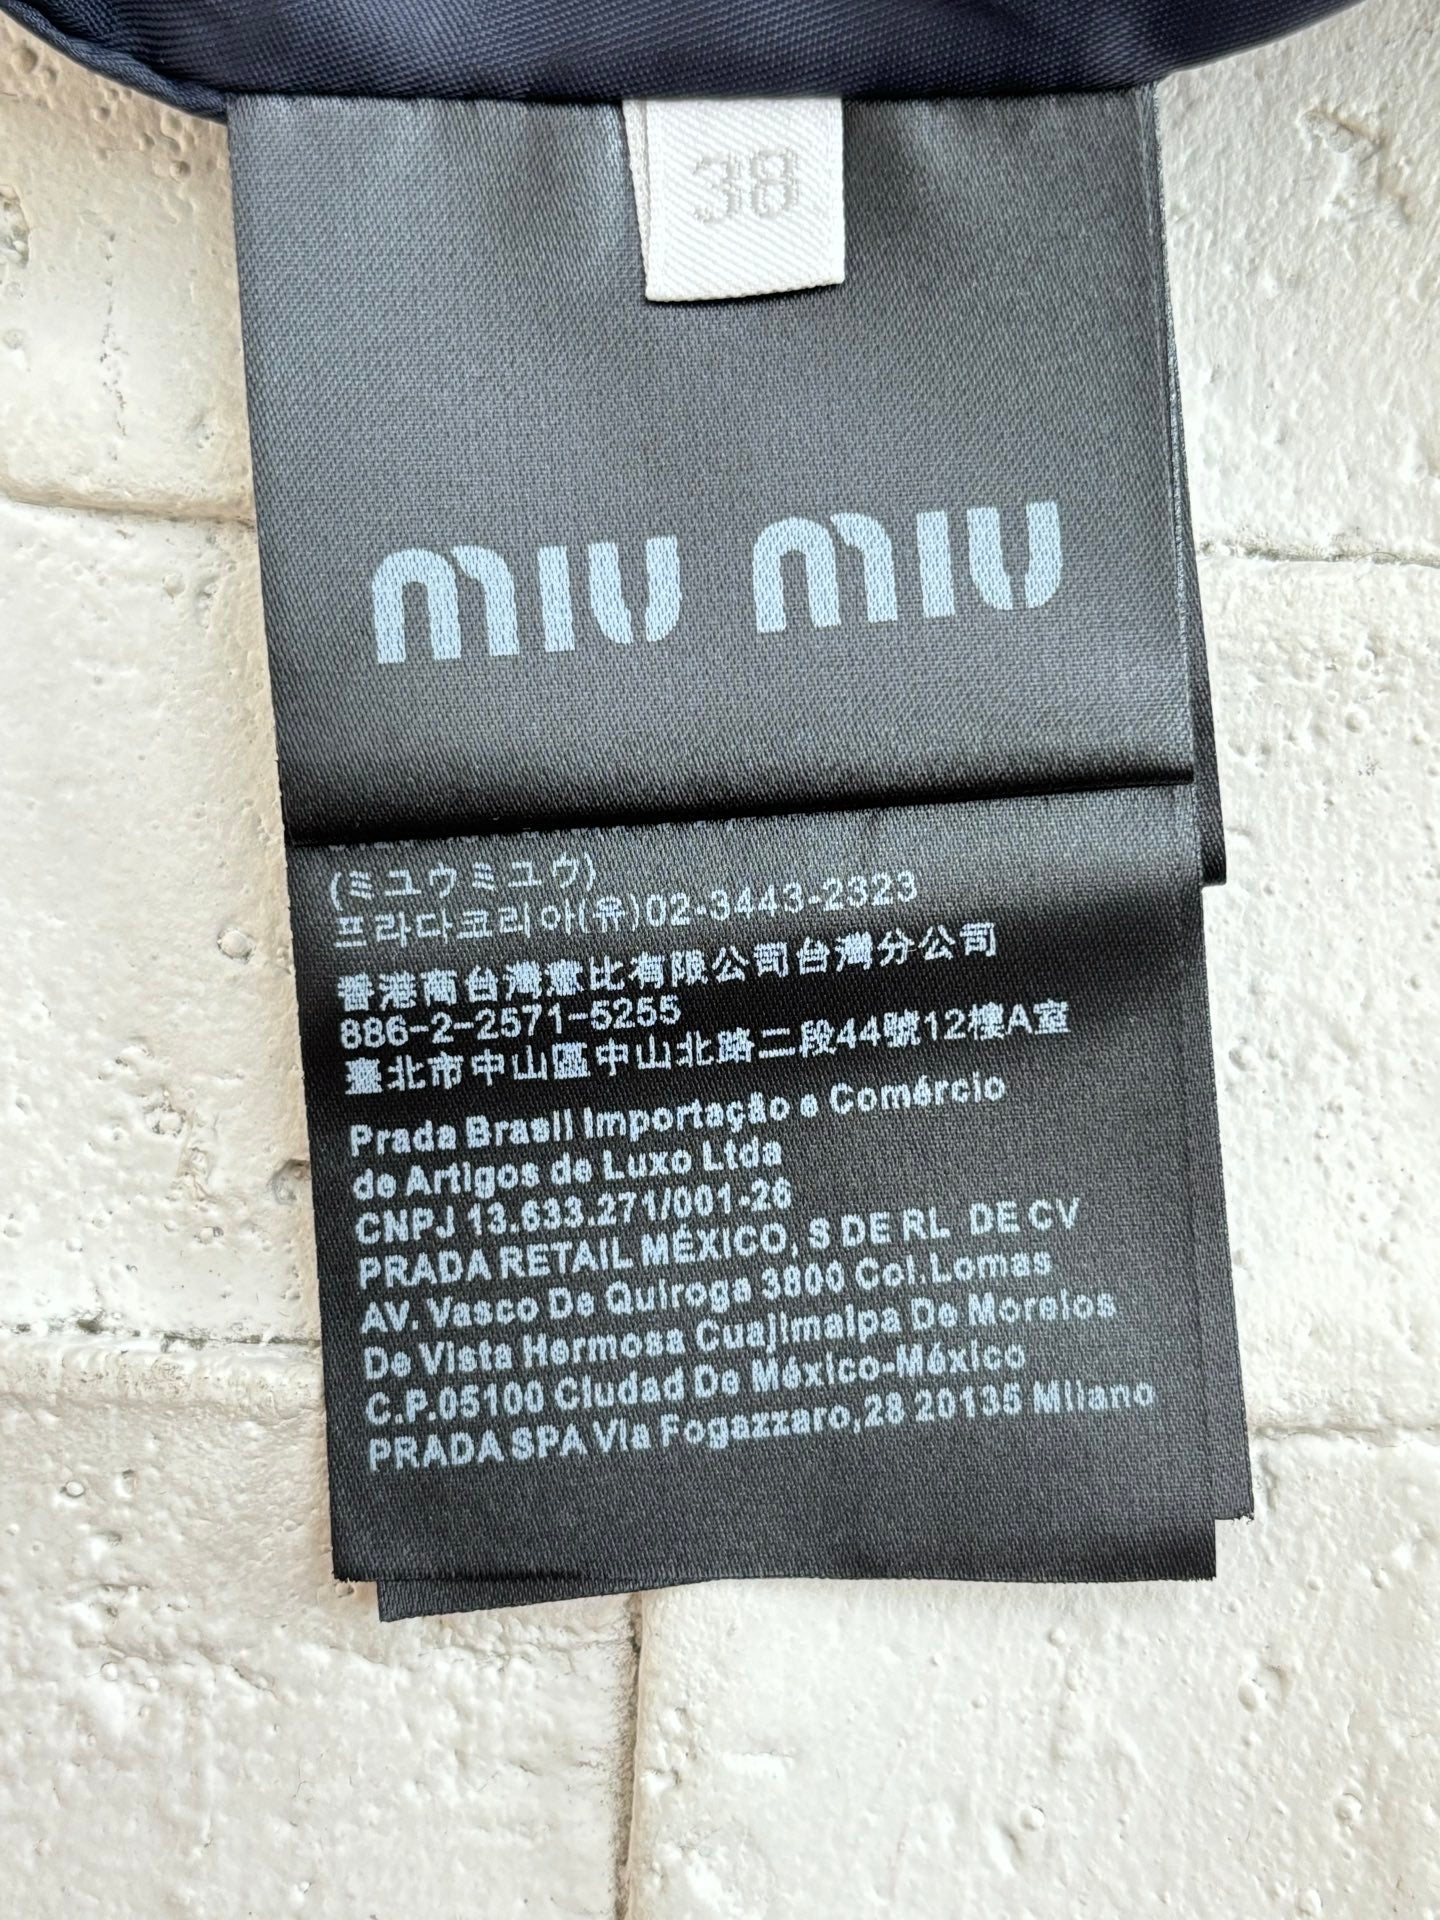 38
miu miu
(ミュウミュウ)
프라다코리아(유)02-3443-2323
香港商台灣意比有限公司台灣分公司
886-2-2571-5255
臺北市中山區中山北路二段44號12樓A室
Prada Brasil Importação e Comércio
de Artigos de Luxo Ltda
CNPJ 13.633.271/001-26
PRADA RETAIL MÉXICO, S DE RL DE CV
AV. Vasco De Quiroga 3800 Col.Lomas
De Vista Hermosa Cuajimalpa De Morelos
C.P.05100 Ciudad De México-México
PRADA SPA Via Fogazzaro,28 20135 Milano